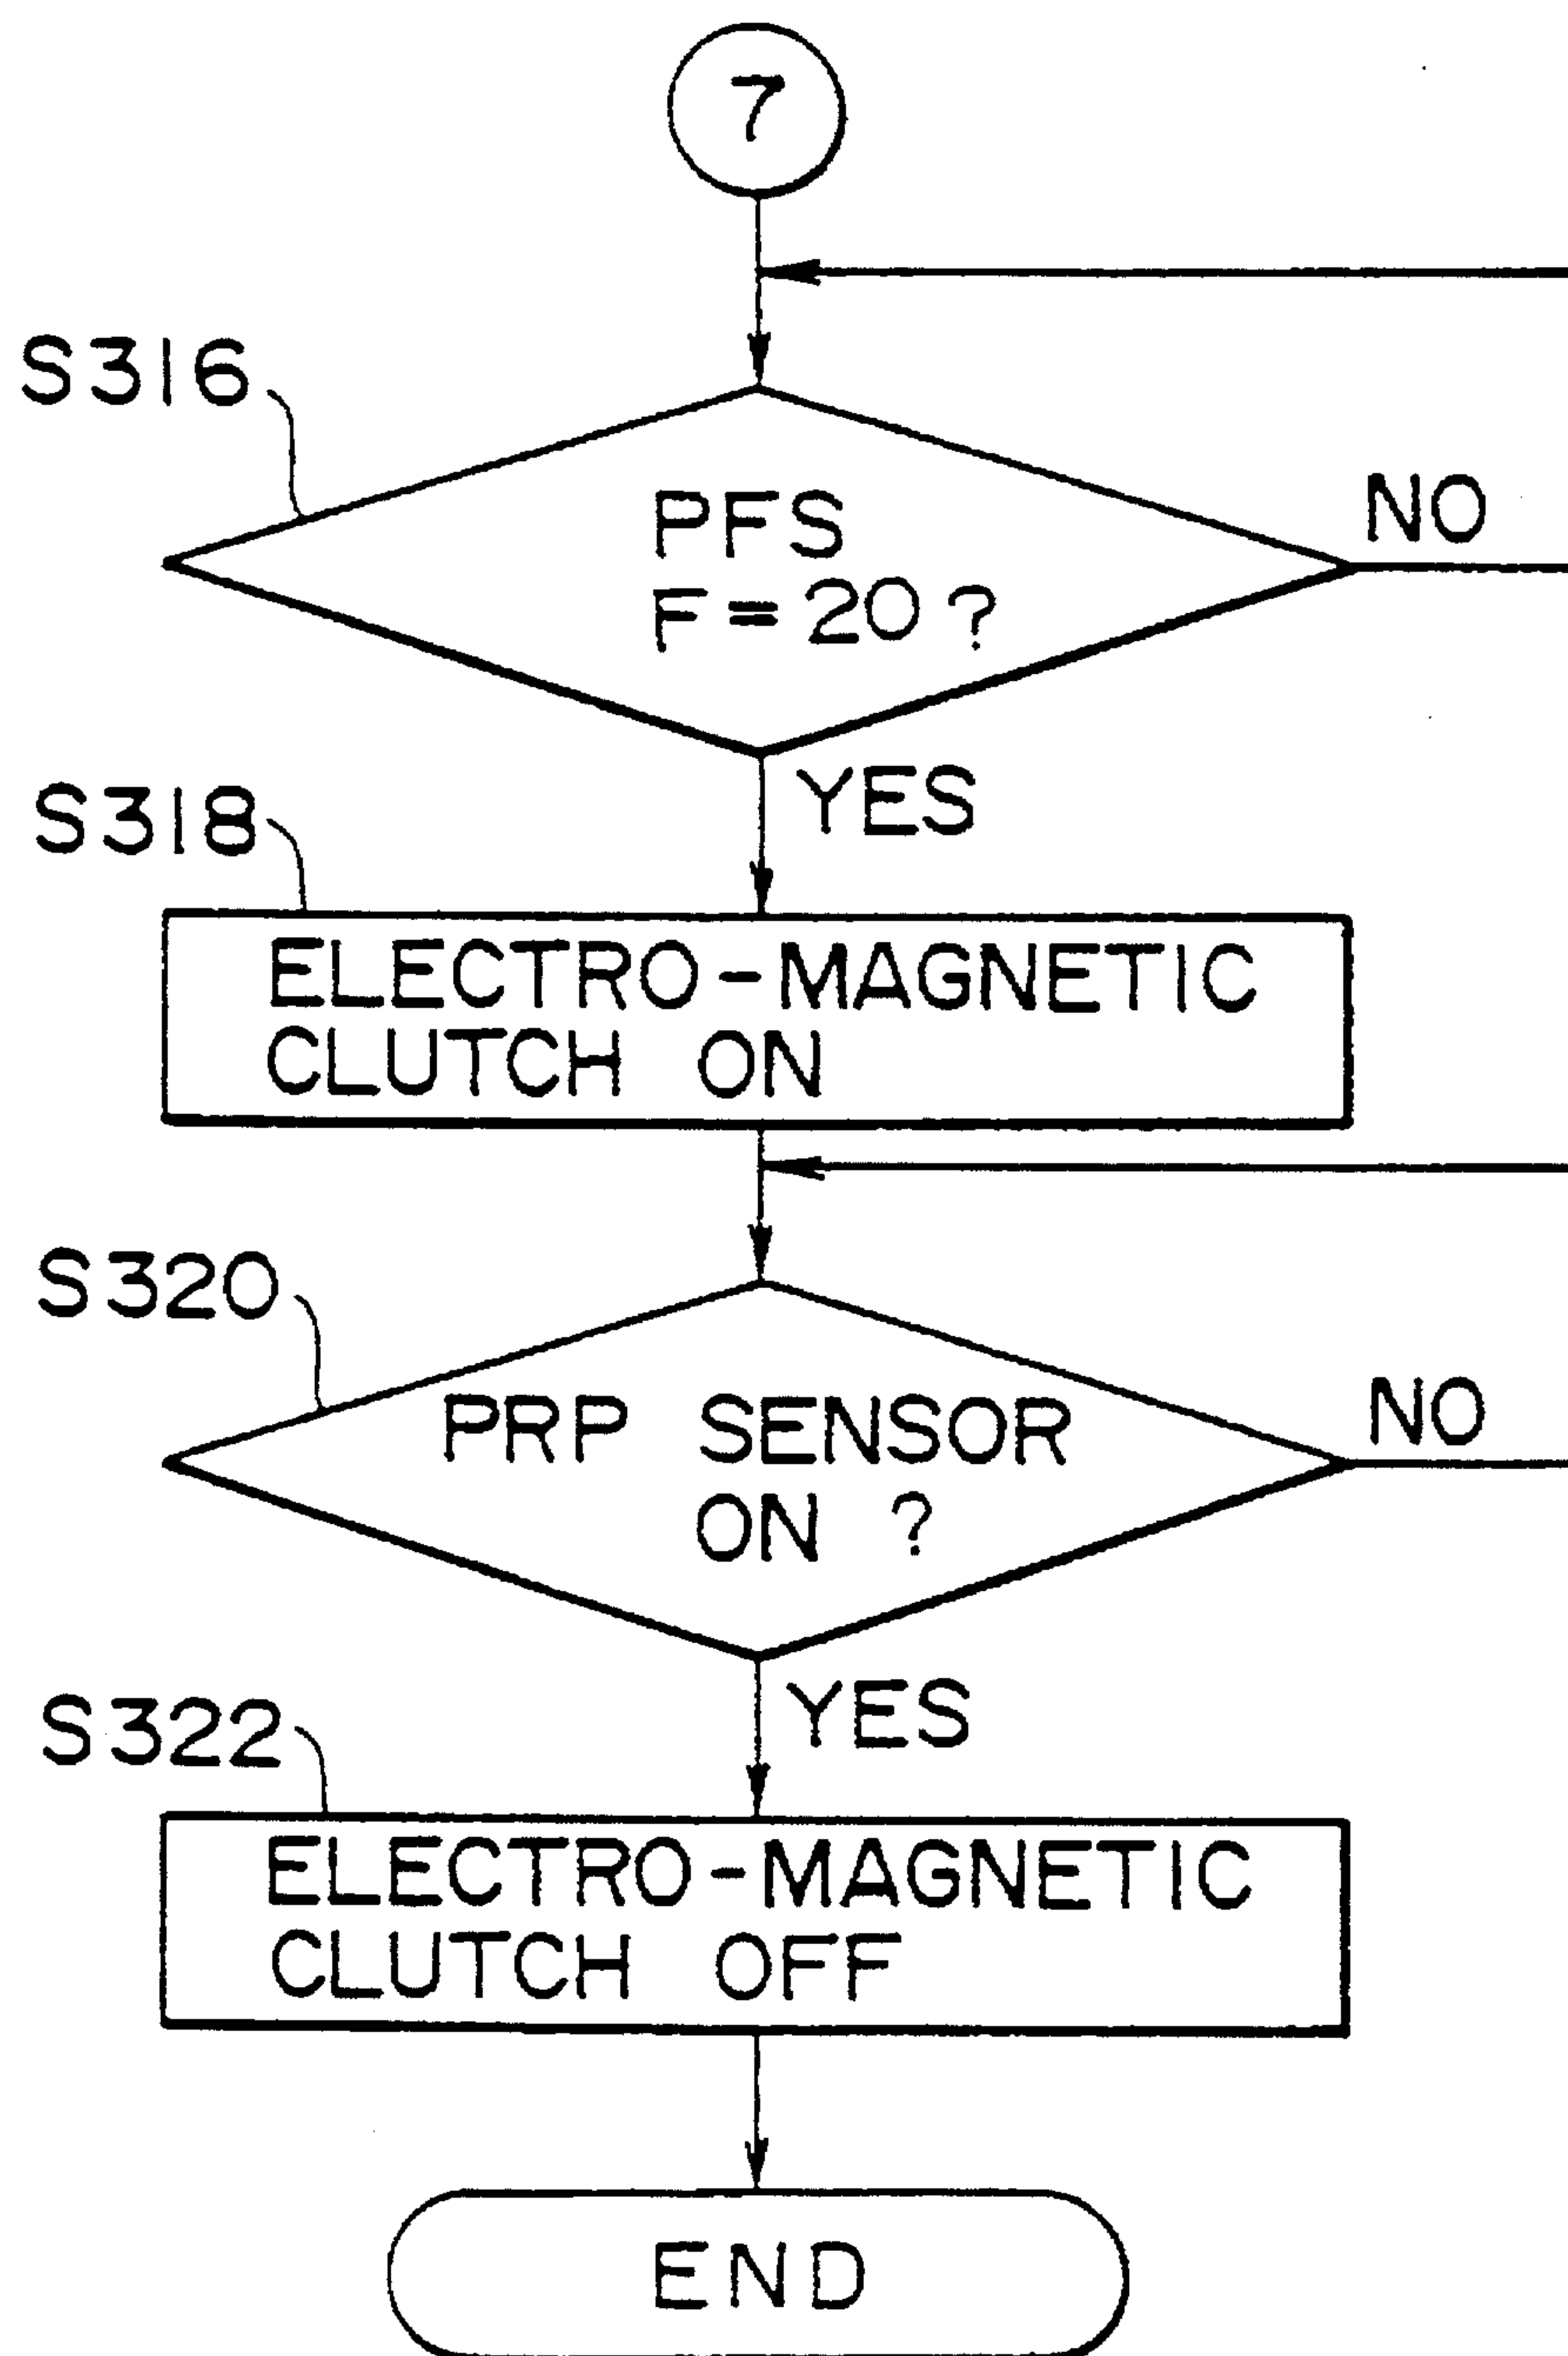 7
S316
PFS
F=20?
NO
YES
S318
ELECTRO-MAGNETIC
CLUTCH ON
S320
PRP SENSOR
ON ?
NO
YES
S322
ELECTRO-MAGNETIC
CLUTCH OFF
END